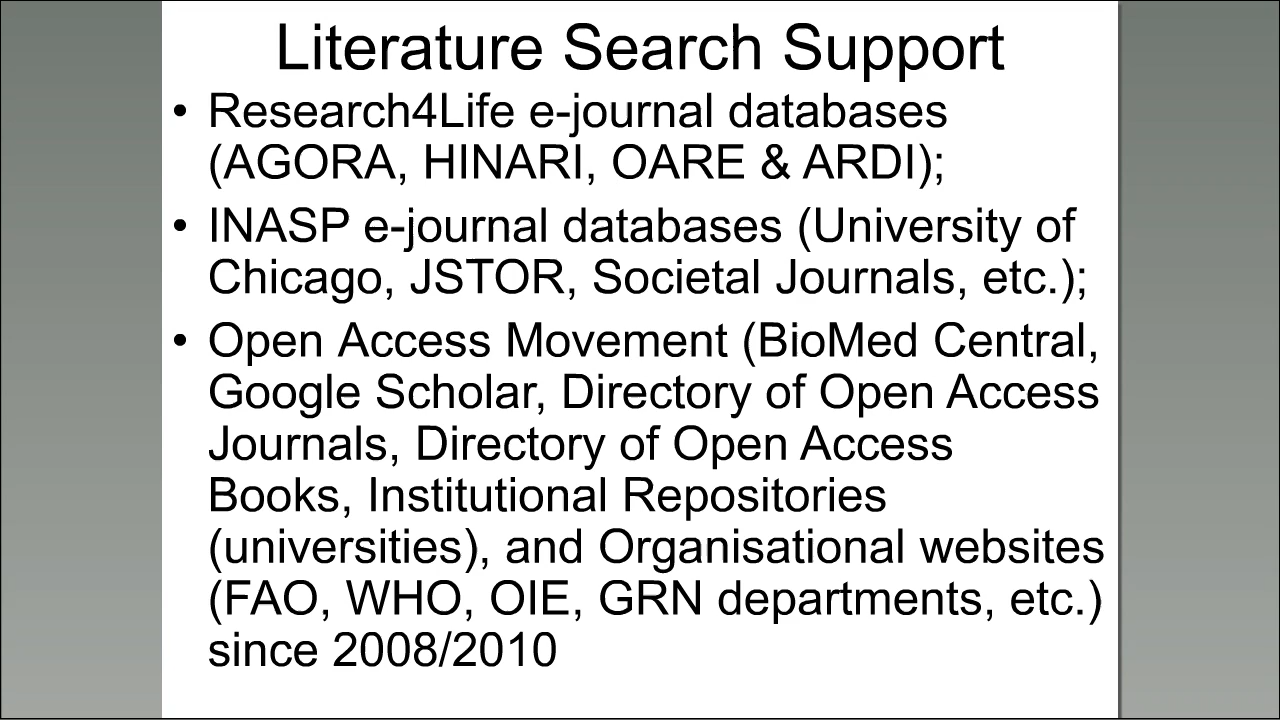 Literature Search Support
• Research4Life e-journal databases
(AGORA, HINARI, OARE & ARDI);
• INASP e-journal databases (University of
Chicago, JSTOR, Societal Journals, etc.);
• Open Access Movement (BioMed Central,
Google Scholar, Directory of Open Access
Journals, Directory of Open Access
Books, Institutional Repositories
(universities), and Organisational websites
(FAO, WHO, OIE, GRN departments, etc.)
since 2008/2010